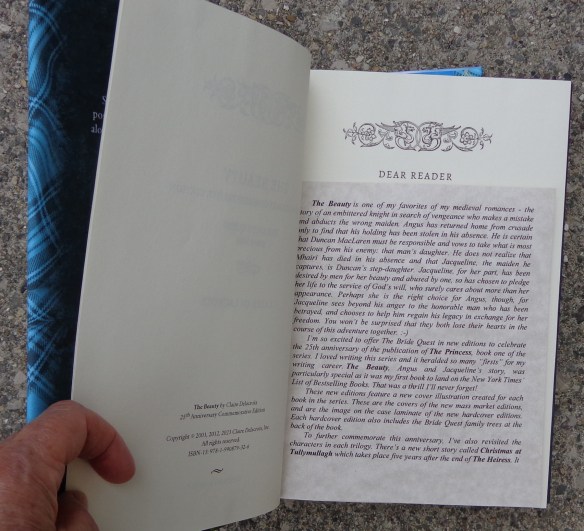 po
alo
The Beauty by Claire Delacroix
25th Anniversary Commemorative Edition
Copyright © 2001, 2012, 2023 Claire Delacroix, Inc.
All rights reserved.
DEAR READER
The Beauty is one of my favorites of my medieval romances - the
story of an embittered knight in search of vengeance who makes a mistake
and abducts the wrong maiden. Angus has returned home from crusade
only to find that his holding has been stolen in his absence. He is certain
that Duncan MacLaren must be responsible and vows to take what is most
precious from his enemy: that man's daughter. He does not realize that
Mhairi has died in his absence and that Jacqueline, the maiden he
captures, is Duncan's step-daughter. Jacqueline, for her part, has been
desired by men for her beauty and abused by one, so has chosen to pledge
her life to the service of God's will, who surely cares about more than her
appearance. Perhaps she is the right choice for Angus, though, for
Jacqueline sees beyond his anger to the honorable man who has been
betrayed, and chooses to help him regain his legacy in exchange for her
freedom. You won't be surprised that they both lose their hearts in the
course of this adventure together. :-)
I'm so excited to offer The Bride Quest in new editions to celebrate
the 25th anniversary of the publication of The Princess, book one of the
series. I loved writing this series and it heralded so many "firsts" for my
writing career. The Beauty, Angus and Jacqueline's story, was
particularly special as it was my first book to land on the New York Times'
List of Bestselling Books. That was a thrill I'll never forget!
These new editions feature a new cover illustration created for each
book in the series. These are the covers of the new mass market editions,
and are the image on the case laminate of the new hardcover editions.
Each hardcover edition also includes the Bride Quest family trees at the
back of the book.
To further commemorate this anniversary, I've also revisited the
characters in each trilogy. There's a new short story called Christmas at
Tullymullagh which takes place five years after the end of The Heiress. It